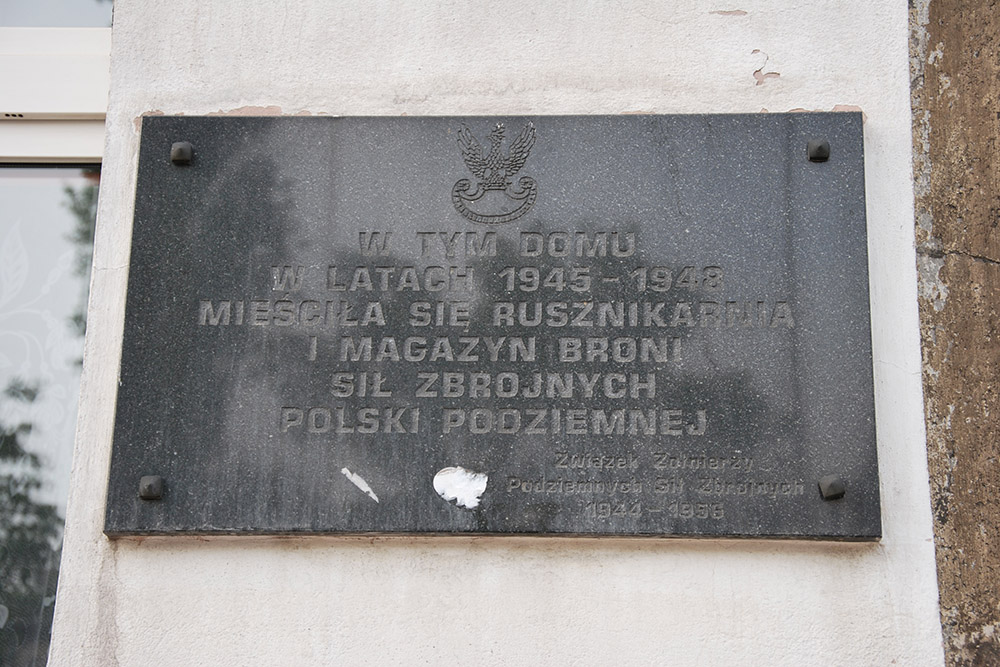 W TYM DOMU
W LATACH 1945-1948
MIEŚCIŁA SIĘ RUSZNIKARNIA
I MAGAZYN BRONI
SIŁ ZBROJNYCH
POLSKI PODZIEMNEJ
Związek Żołnierzy
Podziemnych Sił Zbrojnych
1944-1956